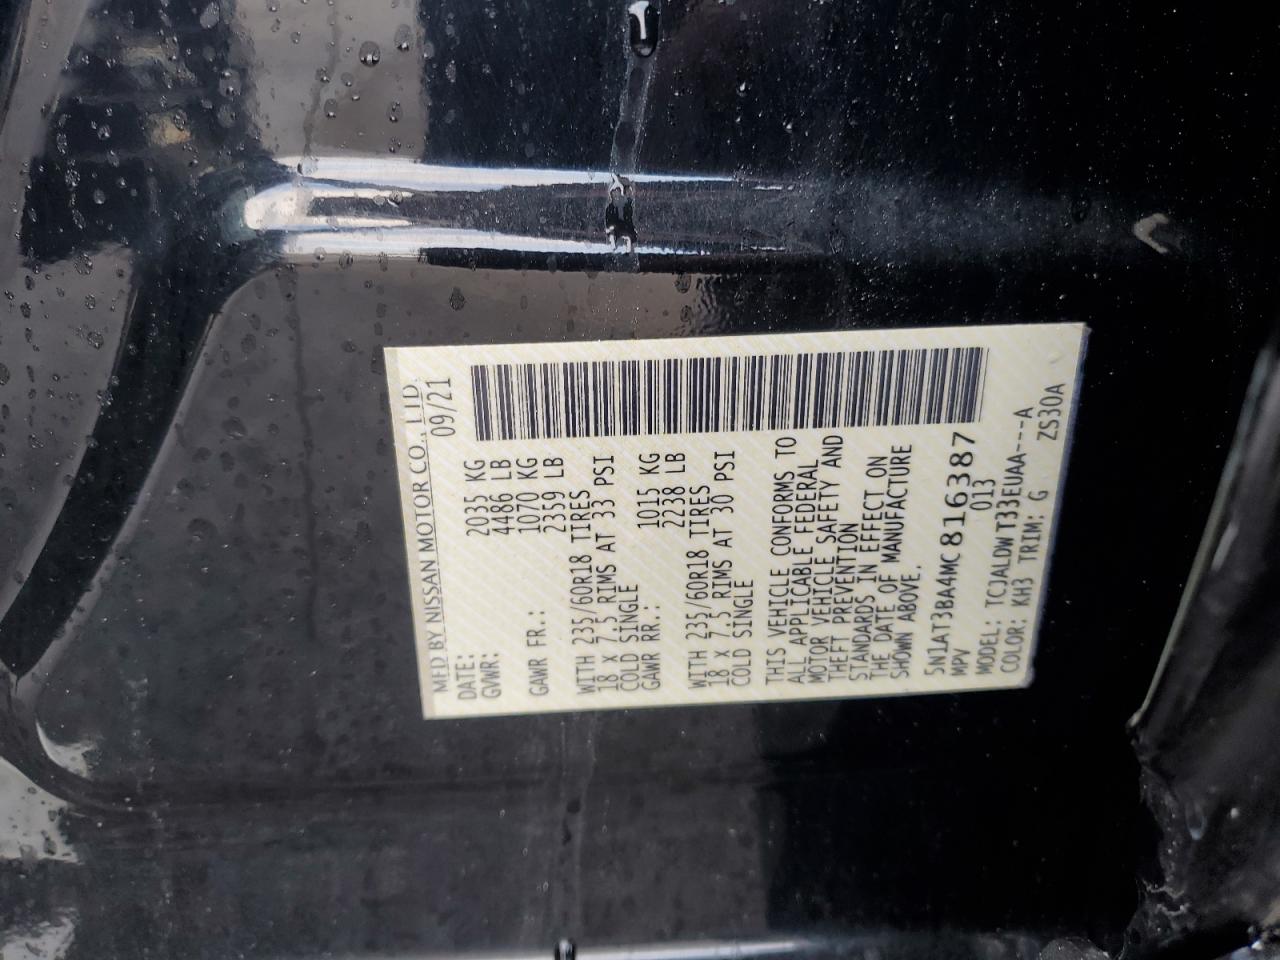 MFD BY NISSAN MOTOR CO., LTD.
DATE: 09/21
GVWR: 2035 KG
4486 LB
GAWR FR.: 1070 KG
2359 LB
WITH 235/60R18 TIRES
18 X 7.5 RIMS AT 33 PSI
COLD SINGLE
GAWR RR.: 1015 KG
2238 LB
WITH 235/60R18 TIRES
18 X 7.5 RIMS AT 30 PSI
COLD SINGLE
THIS VEHICLE CONFORMS TO
ALL APPLICABLE FEDERAL
MOTOR VEHICLE SAFETY AND
THEFT PREVENTION
STANDARDS IN EFFECT ON
THE DATE OF MANUFACTURE
SHOWN ABOVE.
5N1AT3BA4MC816387
MPV 013
MODEL: TCJALDWT33EUAA---A
COLOR: KH3 TRIM: G ZS30A